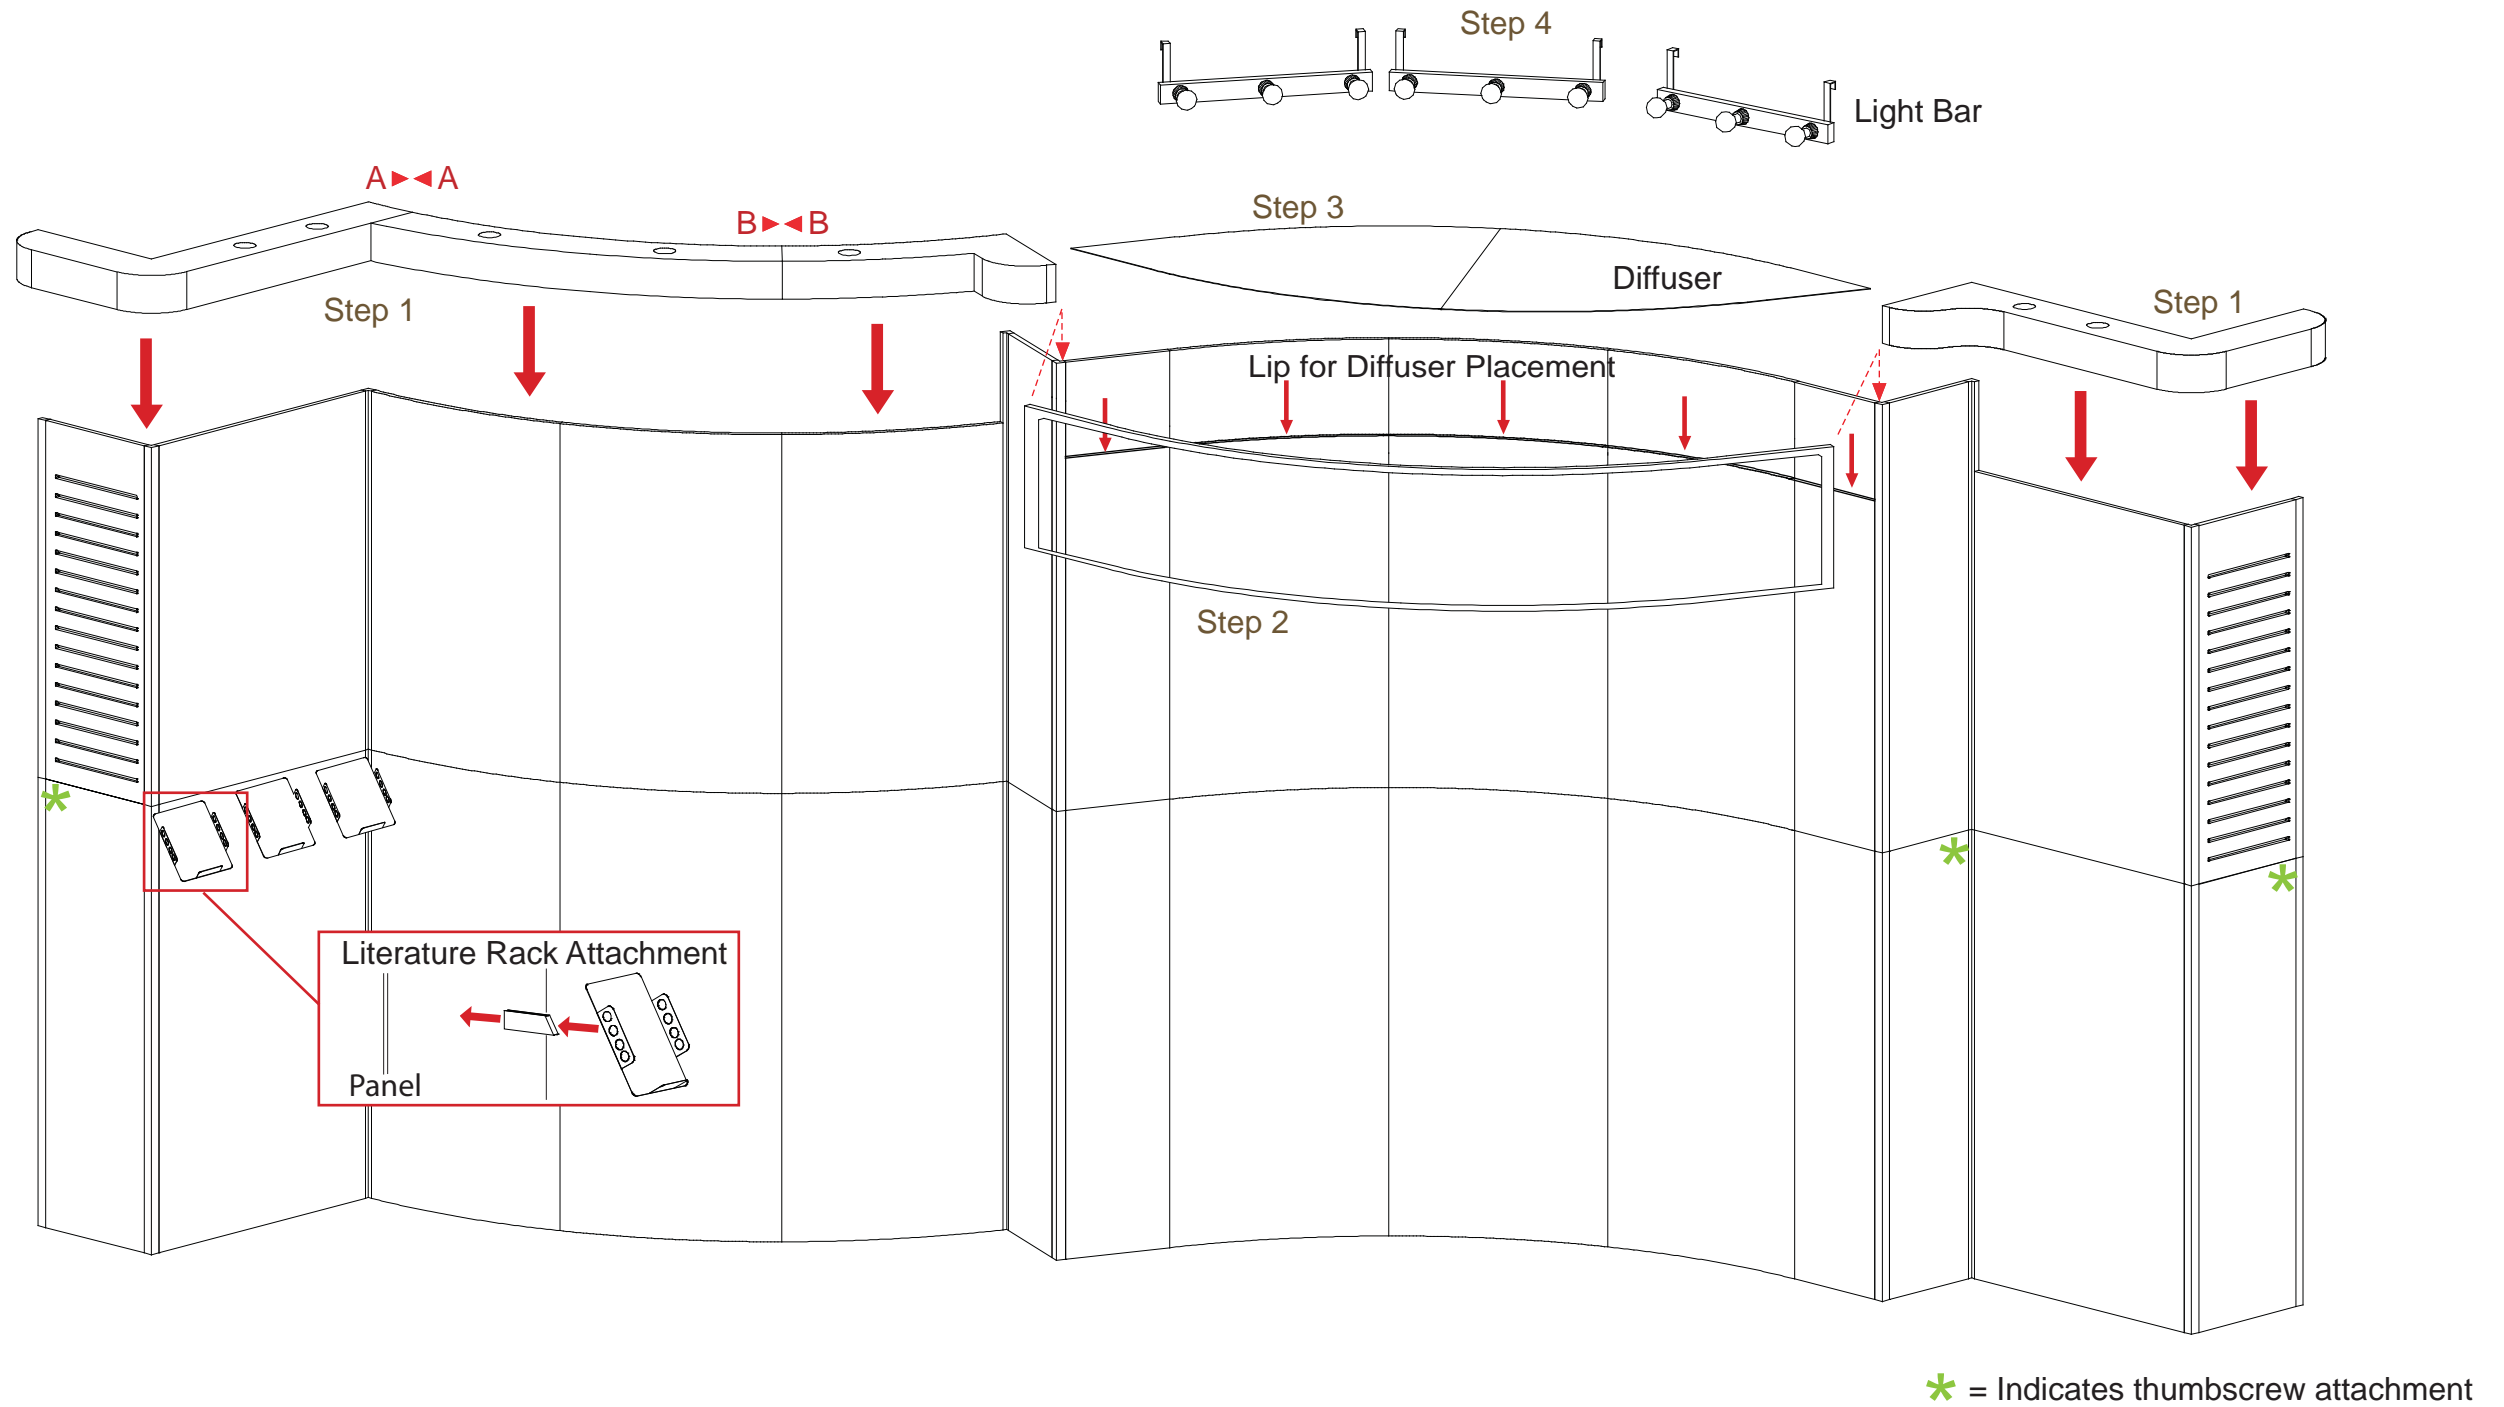 Step 4
Light Bar
A A
B B
Step 3
Diffuser
Step 1
Step 1
Lip for Diffuser Placement
Step 2
*
*
*
Literature Rack Attachment
Panel
* = Indicates thumbscrew attachment